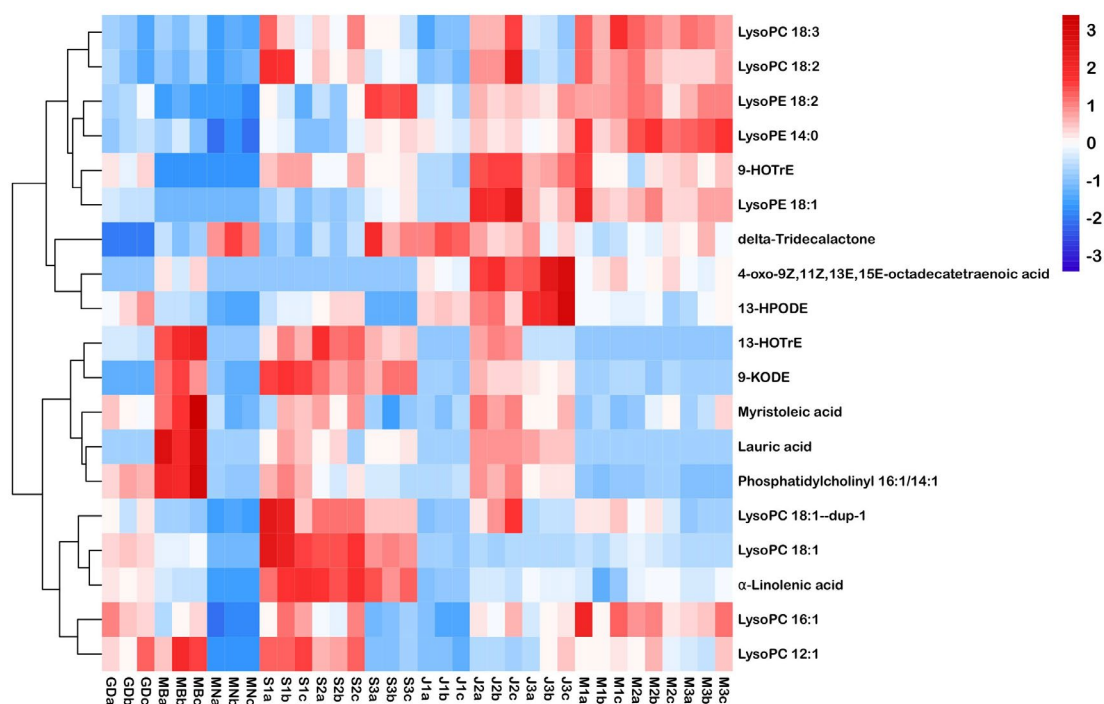 LysoPC 18:3
LysoPC 18:2
LysoPE 18:2
LysoPE 14:0
9-HOTrE
LysoPE 18:1
delta-Tridecalactone
4-oxo-9Z,11Z,13E,15E-octadecatetraenoic acid
13-HPODE
13-HOTrE
9-KODE
Myristoleic acid
Lauric acid
Phosphatidylcholinyl 16:1/14:1
LysoPC 18:1--dup-1
LysoPC 18:1
α-Linolenic acid
LysoPC 16:1
LysoPC 12:1
3
2
1
0
-1
-2
-3
GDa
GDb
GDc
MBa
MBb
MBc
MNa
MNb
MNc
S1a
S1b
S1c
S2a
S2b
S2c
S3a
S3b
S3c
J1a
J1b
J1c
J2a
J2b
J2c
J3a
J3b
J3c
M1a
M1b
M1c
M2a
M2b
M2c
M3a
M3b
M3c